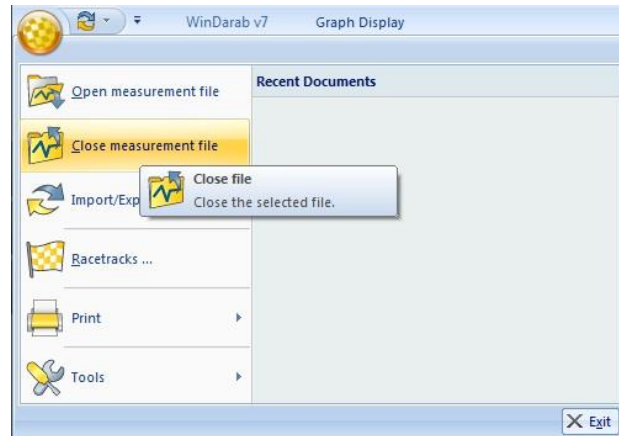 WinDarab v7 Graph Display
Open measurement file
Recent Documents
Close measurement file
Close file
Close the selected file.
Import/Exp
Racetracks ...
Print
Tools
Exit